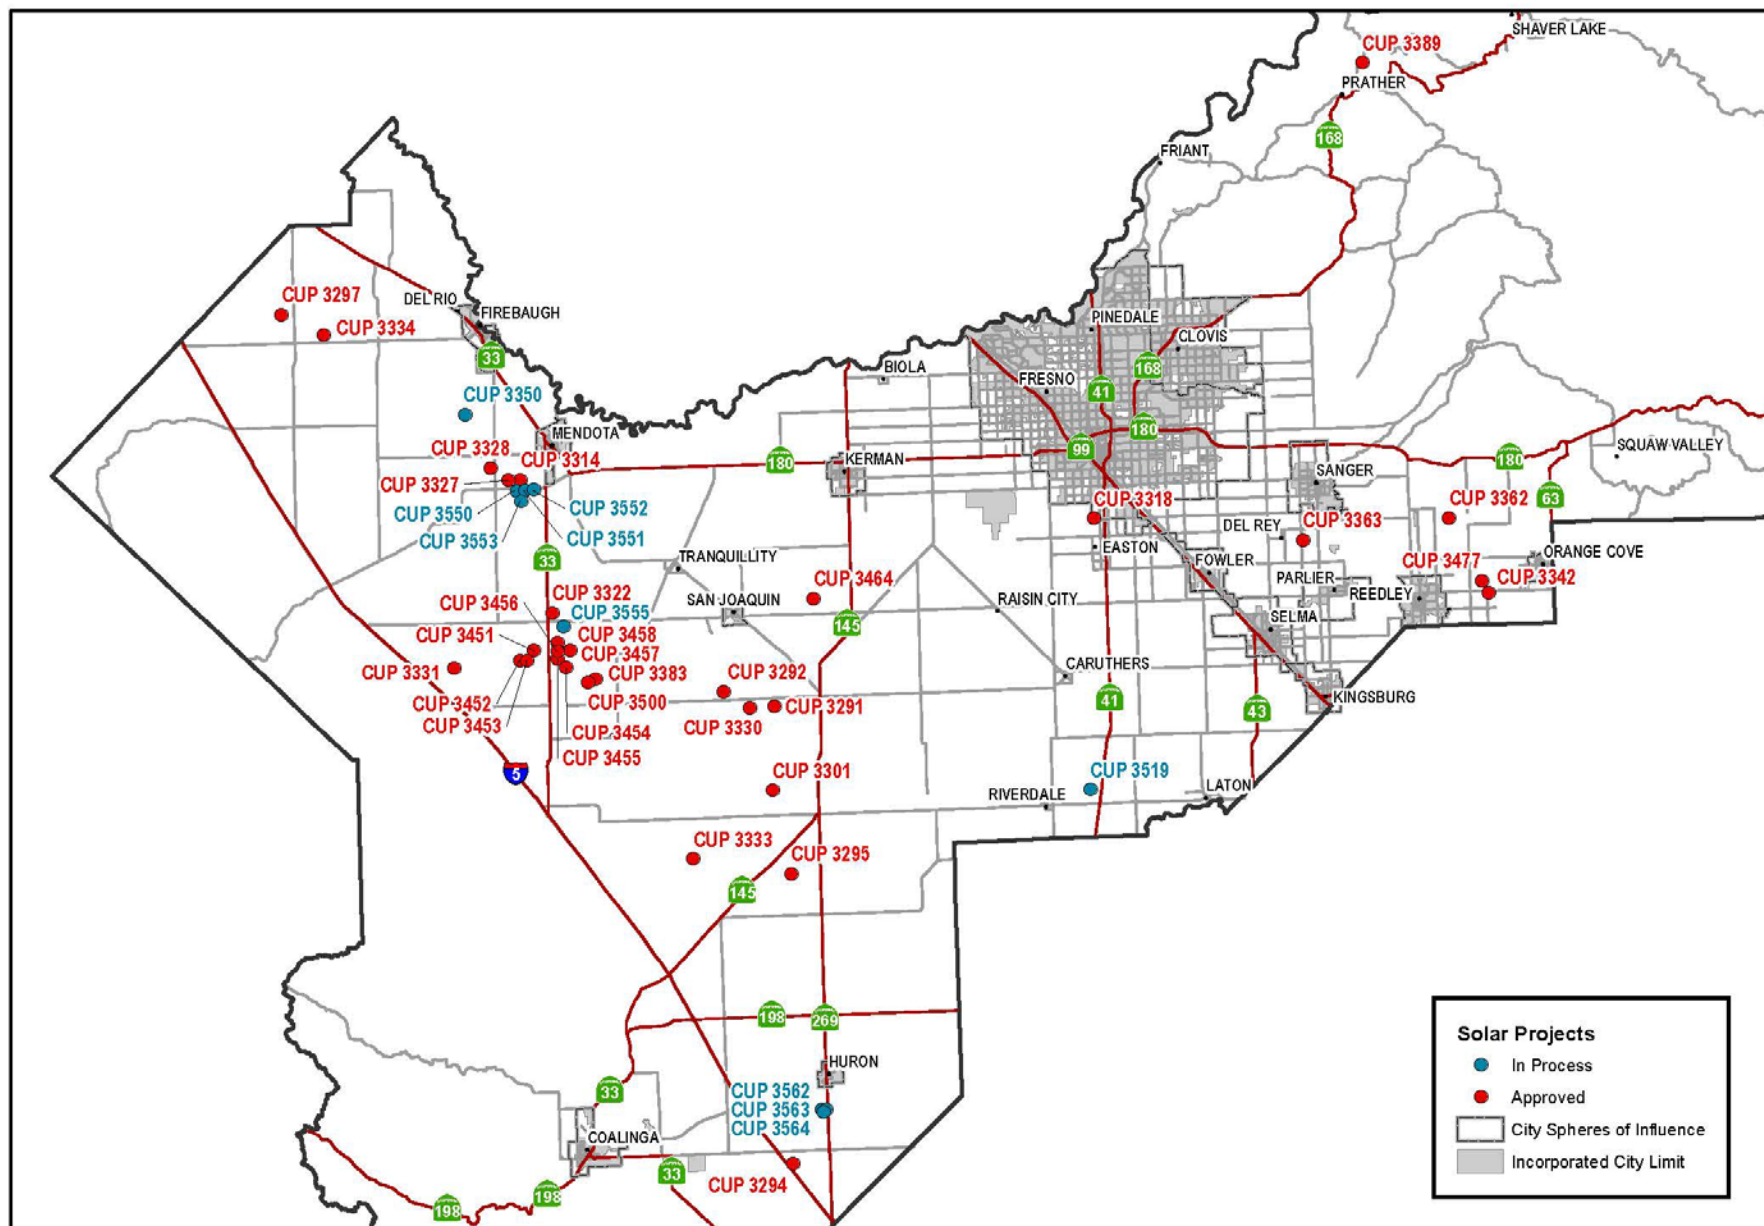 SHAVER LAKE
CUP 3389
PRATHER
168
FRIANT
CUP 3297
DEL RIO
FIREBAUGH
CUP 3334
33
PINEDALE
CLOVIS
168
BIOLA
FRESNO
41
CUP 3350
180
MENDOTA
99
SQUAW VALLEY
CUP 3328
CUP 3314
180
KERMAN
180
SANGER
CUP 3327
63
CUP 3550
CUP 3552
CUP 3318
CUP 3362
CUP 3553
CUP 3551
DEL REY
CUP 3363
33
TRANQUILLITY
EASTON
ORANGE COVE
FOWLER
CUP 3477
CUP 3342
CUP 3464
PARLIER
REEDLEY
CUP 3322
CUP 3456
CUP 3555
SAN JOAQUIN
RAISIN CITY
SELMA
145
CUP 3451
CUP 3458
CUP 3457
CUP 3331
CUP 3383
CUP 3292
CARUTHERS
CUP 3452
CUP 3500
CUP 3291
41
43
KINGSBURG
CUP 3453
CUP 3330
CUP 3454
CUP 3455
5
CUP 3301
CUP 3519
RIVERDALE
LATON
CUP 3333
CUP 3295
145
198
269
HURON
33
CUP 3562
CUP 3563
CUP 3564
COALINGA
33
CUP 3294
198
198
Solar Projects
In Process
Approved
City Spheres of Influence
Incorporated City Limit